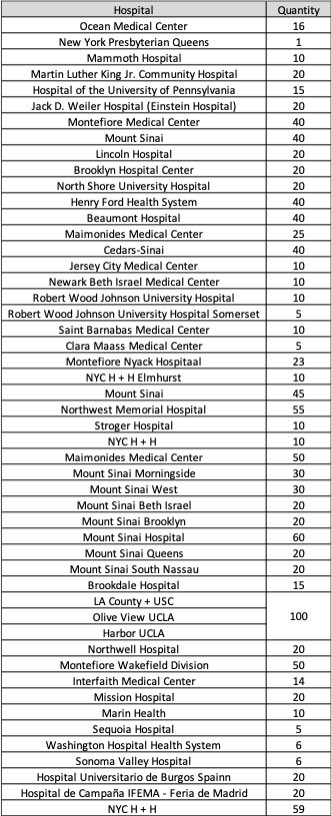 Hospital Quantity
Ocean Medical Center 16
New York Presbyterian Queens 1
Mammoth Hospital 10
Martin Luther King Jr. Community Hospital 20
Hospital of the University of Pennsylvania 15
Jack D. Weiler Hospital (Einstein Hospital) 20
Montefiore Medical Center 40
Mount Sinai 40
Lincoln Hospital 20
Brooklyn Hospital Center 20
North Shore University Hospital 20
Henry Ford Health System 40
Beaumont Hospital 40
Maimonides Medical Center 25
Cedars-Sinai 40
Jersey City Medical Center 10
Newark Beth Israel Medical Center 10
Robert Wood Johnson University Hospital 10
Robert Wood Johnson University Hospital Somerset 5
Saint Barnabas Medical Center 10
Clara Maass Medical Center 5
Montefiore Nyack Hospitaal 23
NYC H + H Elmhurst 10
Mount Sinai 45
Northwest Memorial Hospital 55
Stroger Hospital 10
NYC H + H 10
Maimonides Medical Center 50
Mount Sinai Morningside 30
Mount Sinai West 30
Mount Sinai Beth Israel 20
Mount Sinai Brooklyn 20
Mount Sinai Hospital 60
Mount Sinai Queens 20
Mount Sinai South Nassau 20
Brookdale Hospital 15
LA County + USC
Olive View UCLA 100
Harbor UCLA
Northwell Hospital 20
Montefiore Wakefield Division 50
Interfaith Medical Center 14
Mission Hospital 20
Marin Health 10
Sequoia Hospital 5
Washington Hospital Health System 6
Sonoma Valley Hospital 6
Hospital Universitario de Burgos Spainn 20
Hospital de Campaña IFEMA - Feria de Madrid 20
NYC H + H 59